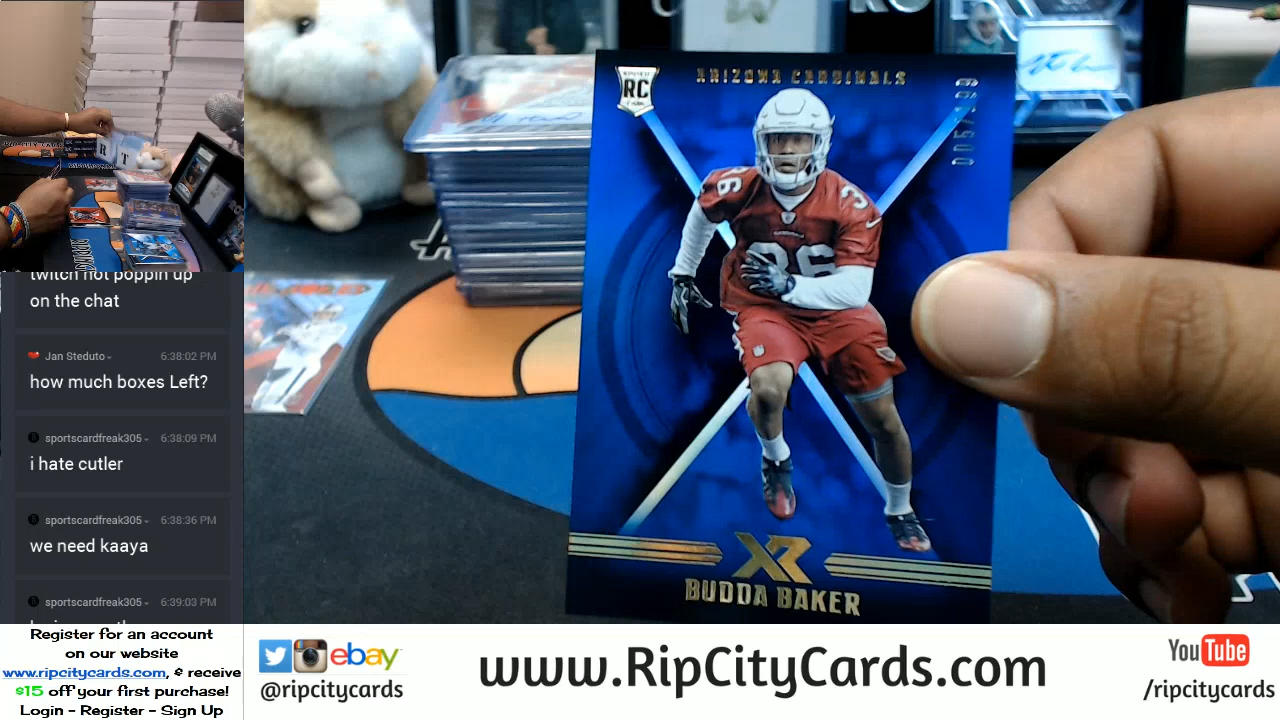 twitch not poppin up
on the chat
Jan Steduto 6:38:02 PM
how much boxes Left?
sportscardfreak305 6:38:09 PM
i hate cutler
sportscardfreak305 6:38:36 PM
we need kaaya
sportscardfreak305 6:39:03 PM
Register for an account
on our website
www.ripcitycards.com, & receive
$15 off your first purchase!
Login - Register - Sign Up
RC
ARIZONA CARDINALS
36
36
XR
BUDDA BAKER
ebay
@ripcitycards
www.RipCityCards.com
YouTube
/ripcitycards